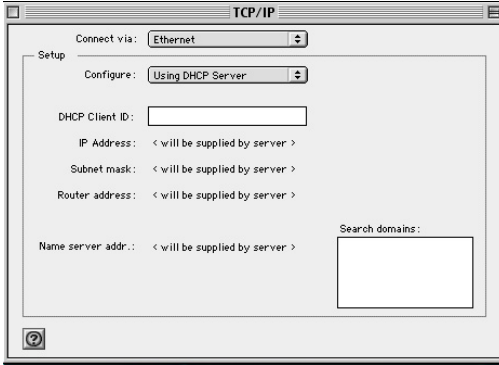 TCP/IP
Connect via: Ethernet
Setup
Configure: Using DHCP Server
DHCP Client ID:
IP Address: < will be supplied by server >
Subnet mask: < will be supplied by server >
Router address: < will be supplied by server >
Search domains:
Name server addr.: < will be supplied by server >
?